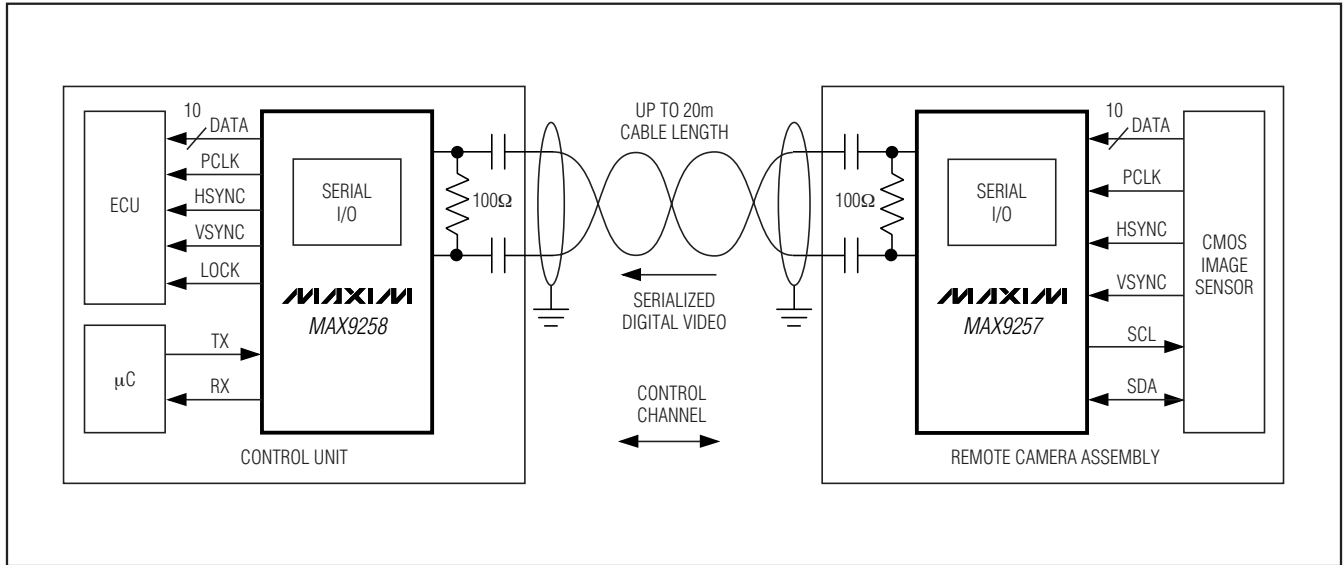 10
DATA
PCLK
HSYNC
VSYNC
LOCK
ECU
TX
RX
μC
SERIAL
I/O
MAXIM
MAX9258
CONTROL UNIT
100Ω
UP TO 20m
CABLE LENGTH
SERIALIZED
DIGITAL VIDEO
CONTROL
CHANNEL
100Ω
SERIAL
I/O
MAXIM
MAX9257
10
DATA
PCLK
HSYNC
VSYNC
SCL
SDA
CMOS
IMAGE
SENSOR
REMOTE CAMERA ASSEMBLY